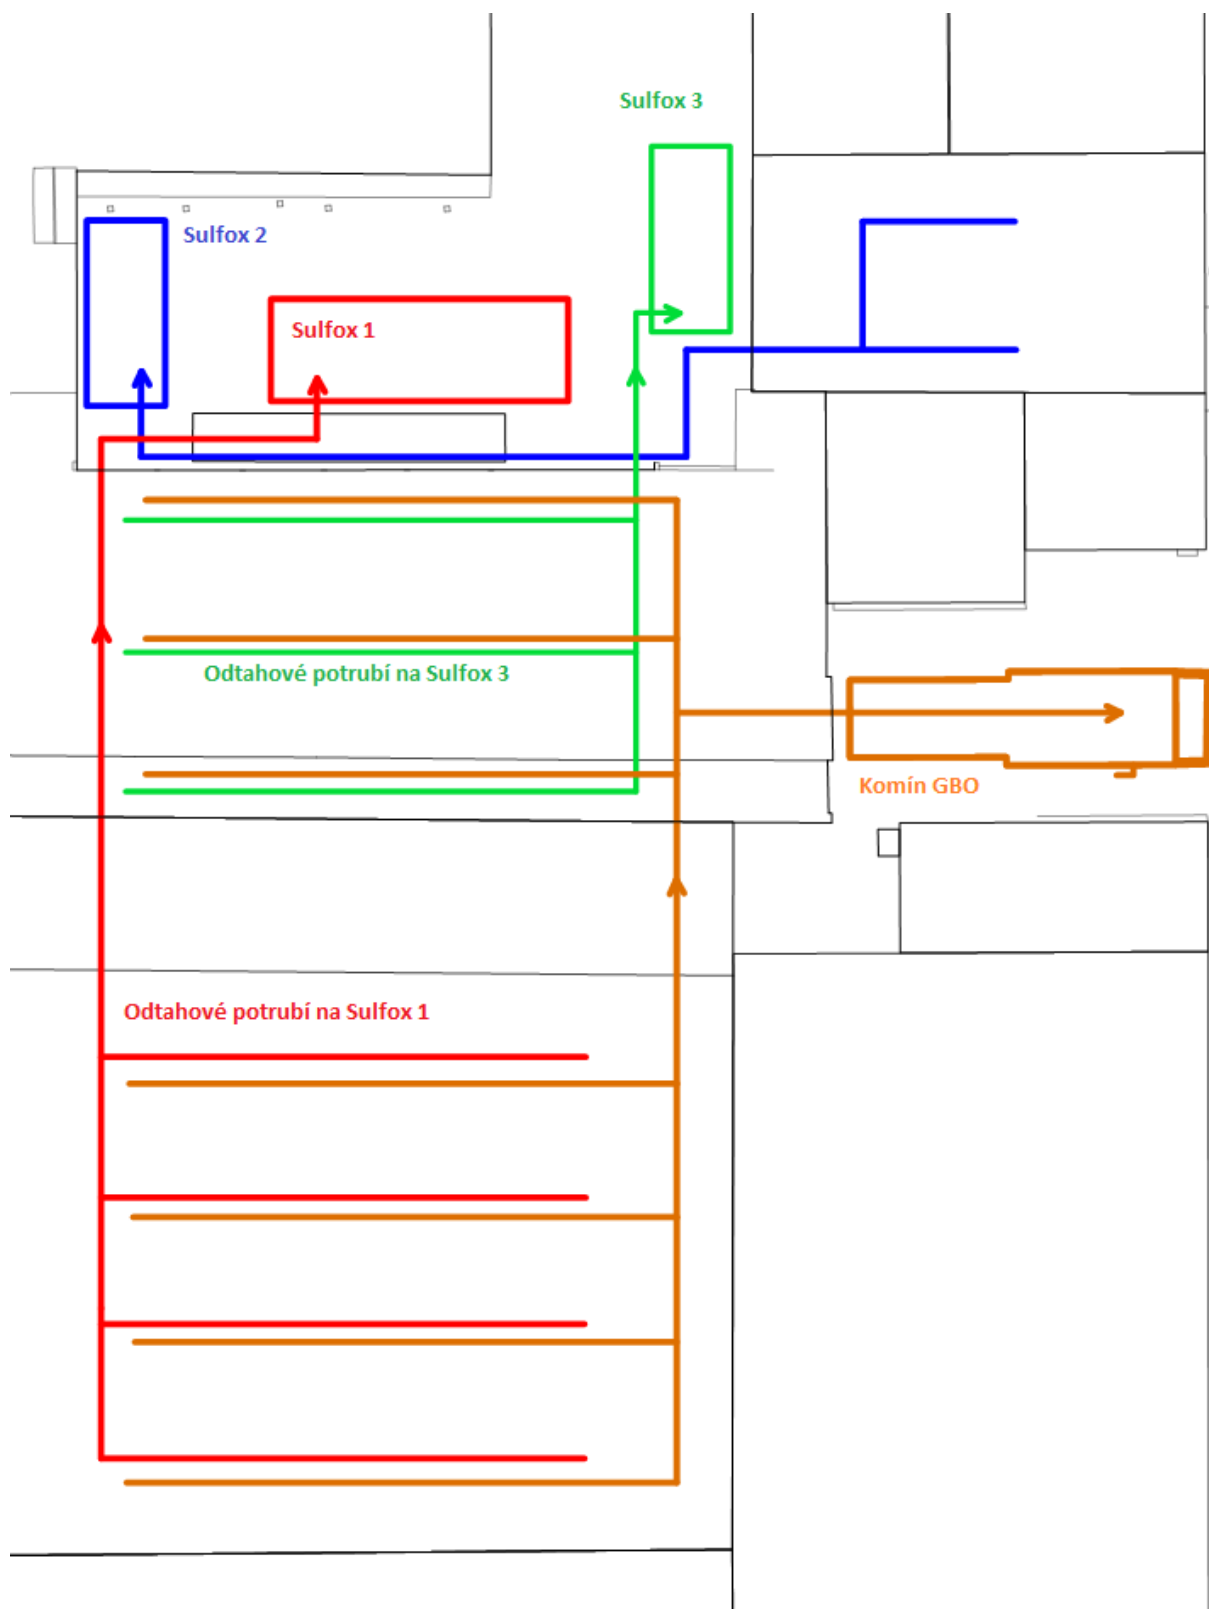 Sulfox 3
Sulfox 2
Sulfox 1
Odtahové potrubí na Sulfox 3
Komín GBO
Odtahové potrubí na Sulfox 1